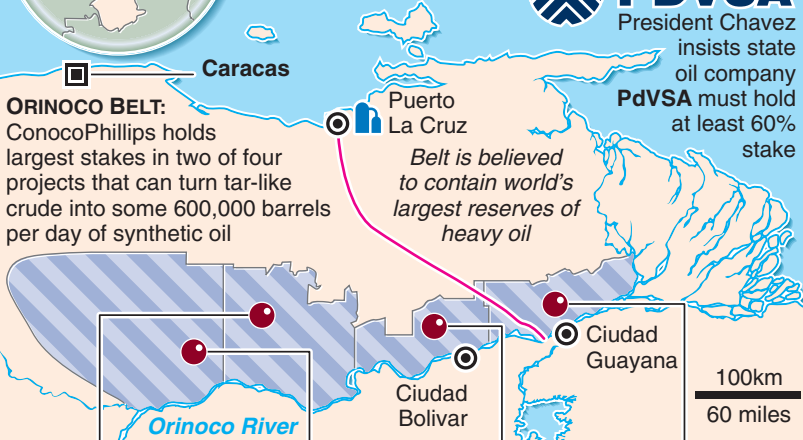 PDVSA
President Chavez
insists state
oil company
PdVSA must hold
at least 60%
stake
Caracas
ORINOCO BELT:
ConocoPhillips holds
largest stakes in two of four
projects that can turn tar-like
crude into some 600,000 barrels
per day of synthetic oil
Puerto
La Cruz
Belt is believed
to contain world's
largest reserves of
heavy oil
Ciudad
Guayana
Ciudad
Bolivar
Orinoco River
100km
60 miles